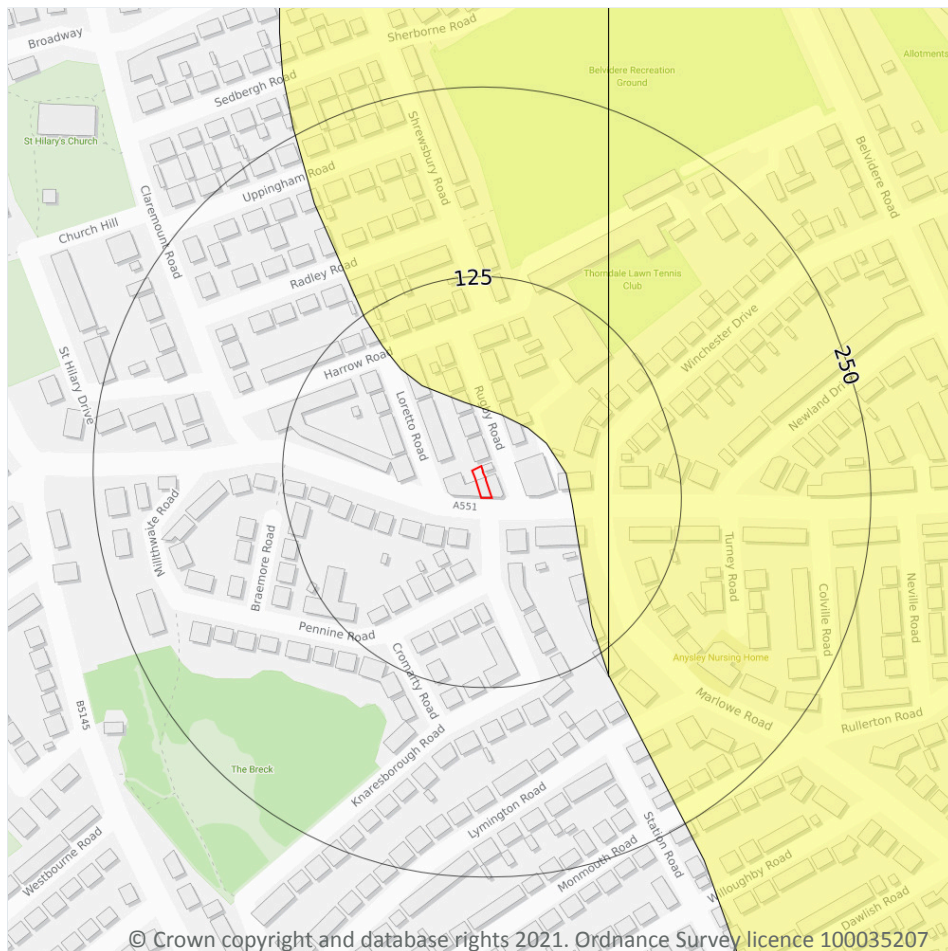 Broadway
Sherborne Road
Belvidere Recreation
Ground
Allotments
Sedbergh Road
St Hilary's Church
Shrewsbury Road
Belvidere Road
Uppingham Road
Claremount Road
Church Hill
Radley Road
125
Thorndale Lawn Tennis
Club
Winchester Drive
250
St Hilary Drive
Harrow Road
Loretto Road
Rugby Road
Newland Drive
A551
Braemore Road
Turney Road
Colville Road
Neville Road
Pennine Road
Anysley Nursing Home
Cromarty Road
Marlowe Road
Rullerton Road
B5145
The Breck
Knaresborough Road
Lymington Road
Station Road
Monmouth Road
Westbourne Road
Willoughby Road
Dawlish Road
© Crown copyright and database rights 2021. Ordnance Survey licence 100035207